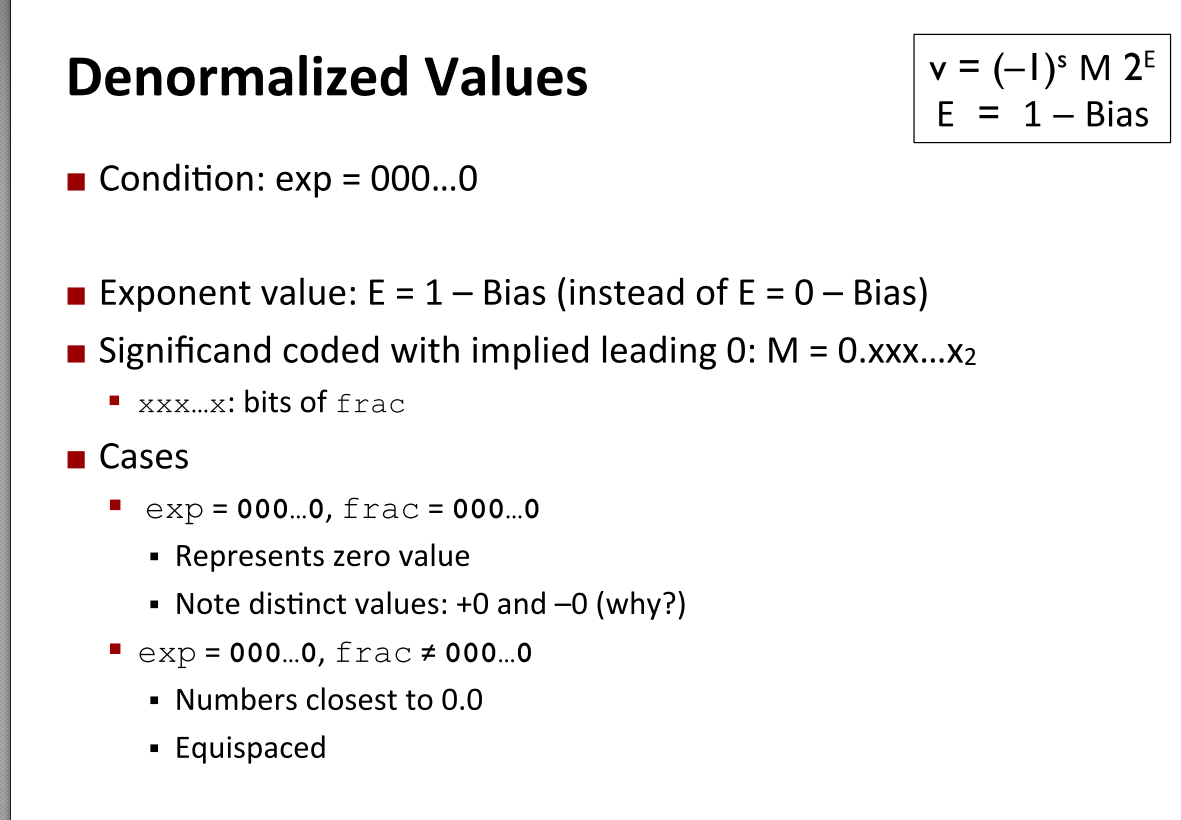 Denormalized Values
v = (–1)ˢ M 2ᴱ
E = 1 – Bias
Condition: exp = 000…0
Exponent value: E = 1 – Bias (instead of E = 0 – Bias)
Significand coded with implied leading 0: M = 0.xxx…x₂
xxx…x: bits of frac
Cases
exp = 000…0, frac = 000…0
Represents zero value
Note distinct values: +0 and –0 (why?)
exp = 000…0, frac ≠ 000…0
Numbers closest to 0.0
Equispaced